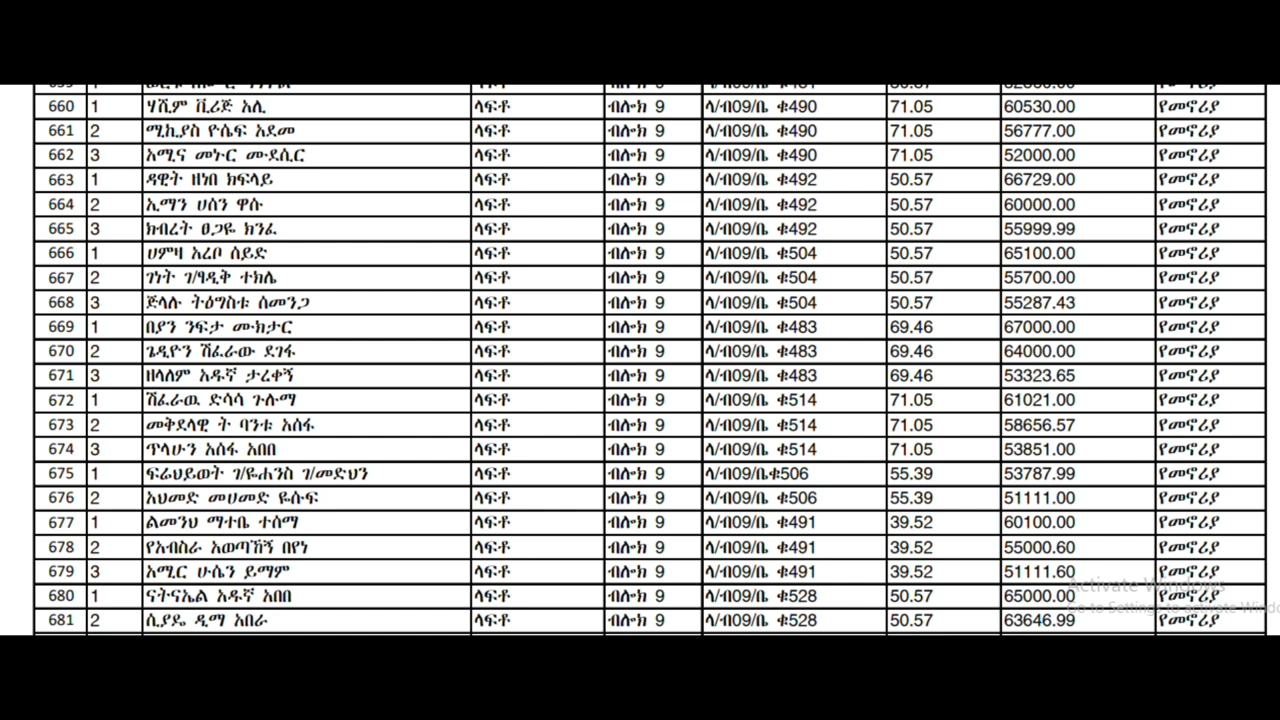 660 1 ሃሺም ቪሪጅ አሊ ላፍቶ ብሎክ 9 ላ/ብ09/ቤ ቁ490 71.05 60530.00 የመኖሪያ
661 2 ሚኪያስ ዮሴፍ አደመ ላፍቶ ብሎክ 9 ላ/ብ09/ቤ ቁ490 71.05 56777.00 የመኖሪያ
662 3 አሚና መኑር ሙደሲር ላፍቶ ብሎክ 9 ላ/ብ09/ቤ ቁ490 71.05 52000.00 የመኖሪያ
663 1 ዳዊት ዘነበ ክፍላይ ላፍቶ ብሎክ 9 ላ/ብ09/ቤ ቁ492 50.57 66729.00 የመኖሪያ
664 2 ኢማን ሀሰን ዋሱ ላፍቶ ብሎክ 9 ላ/ብ09/ቤ ቁ492 50.57 60000.00 የመኖሪያ
665 3 ክብረት ፀጋዬ ክንፈ ላፍቶ ብሎክ 9 ላ/ብ09/ቤ ቁ492 50.57 55999.99 የመኖሪያ
666 1 ሀምዛ አረቦ ሰይድ ላፍቶ ብሎክ 9 ላ/ብ09/ቤ ቁ504 50.57 65100.00 የመኖሪያ
667 2 ገነት ገ/ፃዲቅ ተክሌ ላፍቶ ብሎክ 9 ላ/ብ09/ቤ ቁ504 50.57 55700.00 የመኖሪያ
668 3 ጅላሉ ትዕግስቱ ሰመንጋ ላፍቶ ብሎክ 9 ላ/ብ09/ቤ ቁ504 50.57 55287.43 የመኖሪያ
669 1 በያን ንፍታ ሙክታር ላፍቶ ብሎክ 9 ላ/ብ09/ቤ ቁ483 69.46 67000.00 የመኖሪያ
670 2 ጌዲዮን ሽፈራው ደገፋ ላፍቶ ብሎክ 9 ላ/ብ09/ቤ ቁ483 69.46 64000.00 የመኖሪያ
671 3 ዘላለም አዱኛ ታረቀኝ ላፍቶ ብሎክ 9 ላ/ብ09/ቤ ቁ483 69.46 53323.65 የመኖሪያ
672 1 ሽፈራዉ ድሳሳ ጉሉማ ላፍቶ ብሎክ 9 ላ/ብ09/ቤ ቁ514 71.05 61021.00 የመኖሪያ
673 2 መቅደላዊ ት ባንቱ አሰፋ ላፍቶ ብሎክ 9 ላ/ብ09/ቤ ቁ514 71.05 58656.57 የመኖሪያ
674 3 ጥላሁን አሰፋ አበበ ላፍቶ ብሎክ 9 ላ/ብ09/ቤ ቁ514 71.05 53851.00 የመኖሪያ
675 1 ፍሬህይወት ገ/ዬሐንስ ገ/መድህን ላፍቶ ብሎክ 9 ላ/ብ09/ቤቁ506 55.39 53787.99 የመኖሪያ
676 2 አህመድ መሀመድ ዬሱፍ ላፍቶ ብሎክ 9 ላ/ብ09/ቤ ቁ506 55.39 51111.00 የመኖሪያ
677 1 ልመንህ ማተቤ ተሰማ ላፍቶ ብሎክ 9 ላ/ብ09/ቤ ቁ491 39.52 60100.00 የመኖሪያ
678 2 የአብስራ አወጣኸኝ በየነ ላፍቶ ብሎክ 9 ላ/ብ09/ቤ ቁ491 39.52 55000.60 የመኖሪያ
679 3 አሚር ሁሴን ይማም ላፍቶ ብሎክ 9 ላ/ብ09/ቤ ቁ491 39.52 51111.60 የመኖሪያ
680 1 ናትናኤል አዱኛ አበበ ላፍቶ ብሎክ 9 ላ/ብ09/ቤ ቁ528 50.57 65000.00 የመኖሪያ
681 2 ሲያዴ ዲማ አበራ ላፍቶ ብሎክ 9 ላ/ብ09/ቤ ቁ528 50.57 63646.99 የመኖሪያ
Activate Windows
Go to Settings to activate Windo